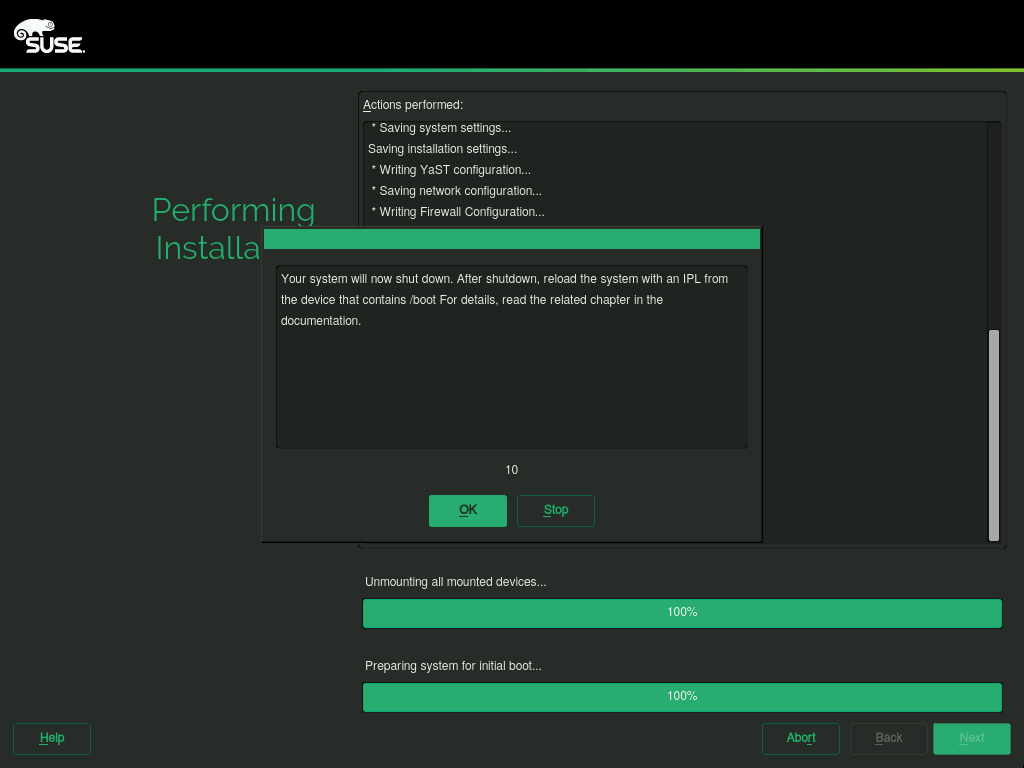 SUSE.
Actions performed:
* Saving system settings...
Saving installation settings...
* Writing YaST configuration...
* Saving network configuration...
* Writing Firewall Configuration...
Performing
Installa
Your system will now shut down. After shutdown, reload the system with an IPL from
the device that contains /boot For details, read the related chapter in the
documentation.
10
OK
Stop
Unmounting all mounted devices...
100%
Preparing system for initial boot...
100%
Help
Abort
Back
Next